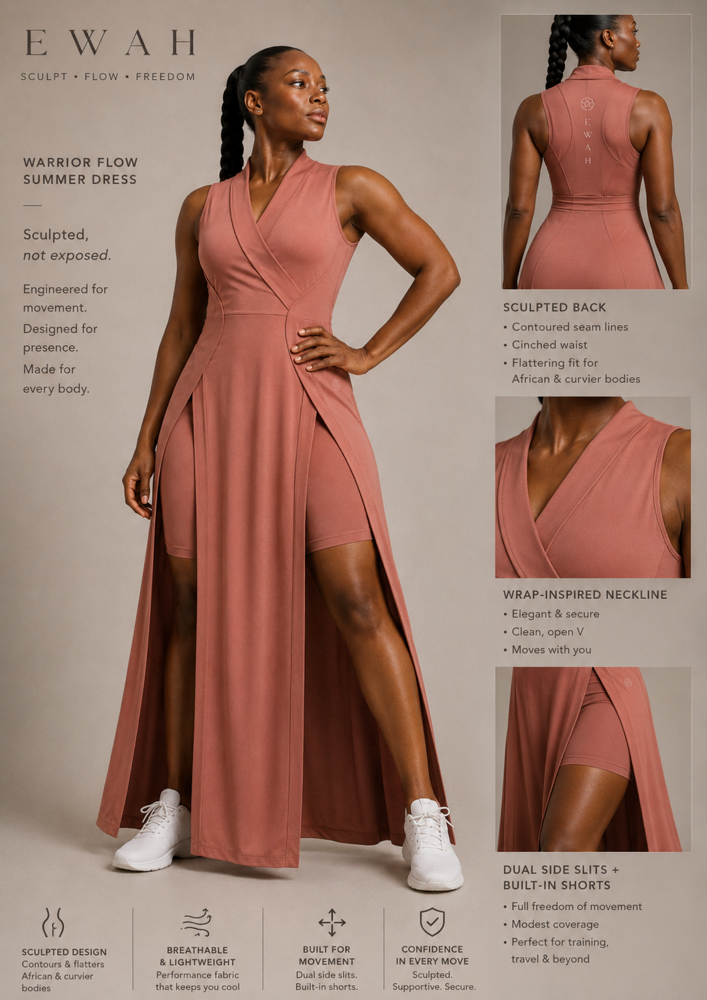 EWAH
SCULPT • FLOW • FREEDOM
WARRIOR FLOW
SUMMER DRESS
Sculpted,
not exposed.
Engineered for
movement.
Designed for
presence.
Made for
every body.
E
W
A
H
SCULPTED BACK
• Contoured seam lines
• Cinched waist
• Flattering fit for
African & curvier bodies
WRAP-INSPIRED NECKLINE
• Elegant & secure
• Clean, open V
• Moves with you
DUAL SIDE SLITS +
BUILT-IN SHORTS
• Full freedom of movement
• Modest coverage
• Perfect for training,
travel & beyond
SCULPTED DESIGN
Contours & flatters
African & curvier
bodies
BREATHABLE
& LIGHTWEIGHT
Performance fabric
that keeps you cool
BUILT FOR
MOVEMENT
Dual side slits.
Built-in shorts.
CONFIDENCE
IN EVERY MOVE
Sculpted.
Supportive. Secure.